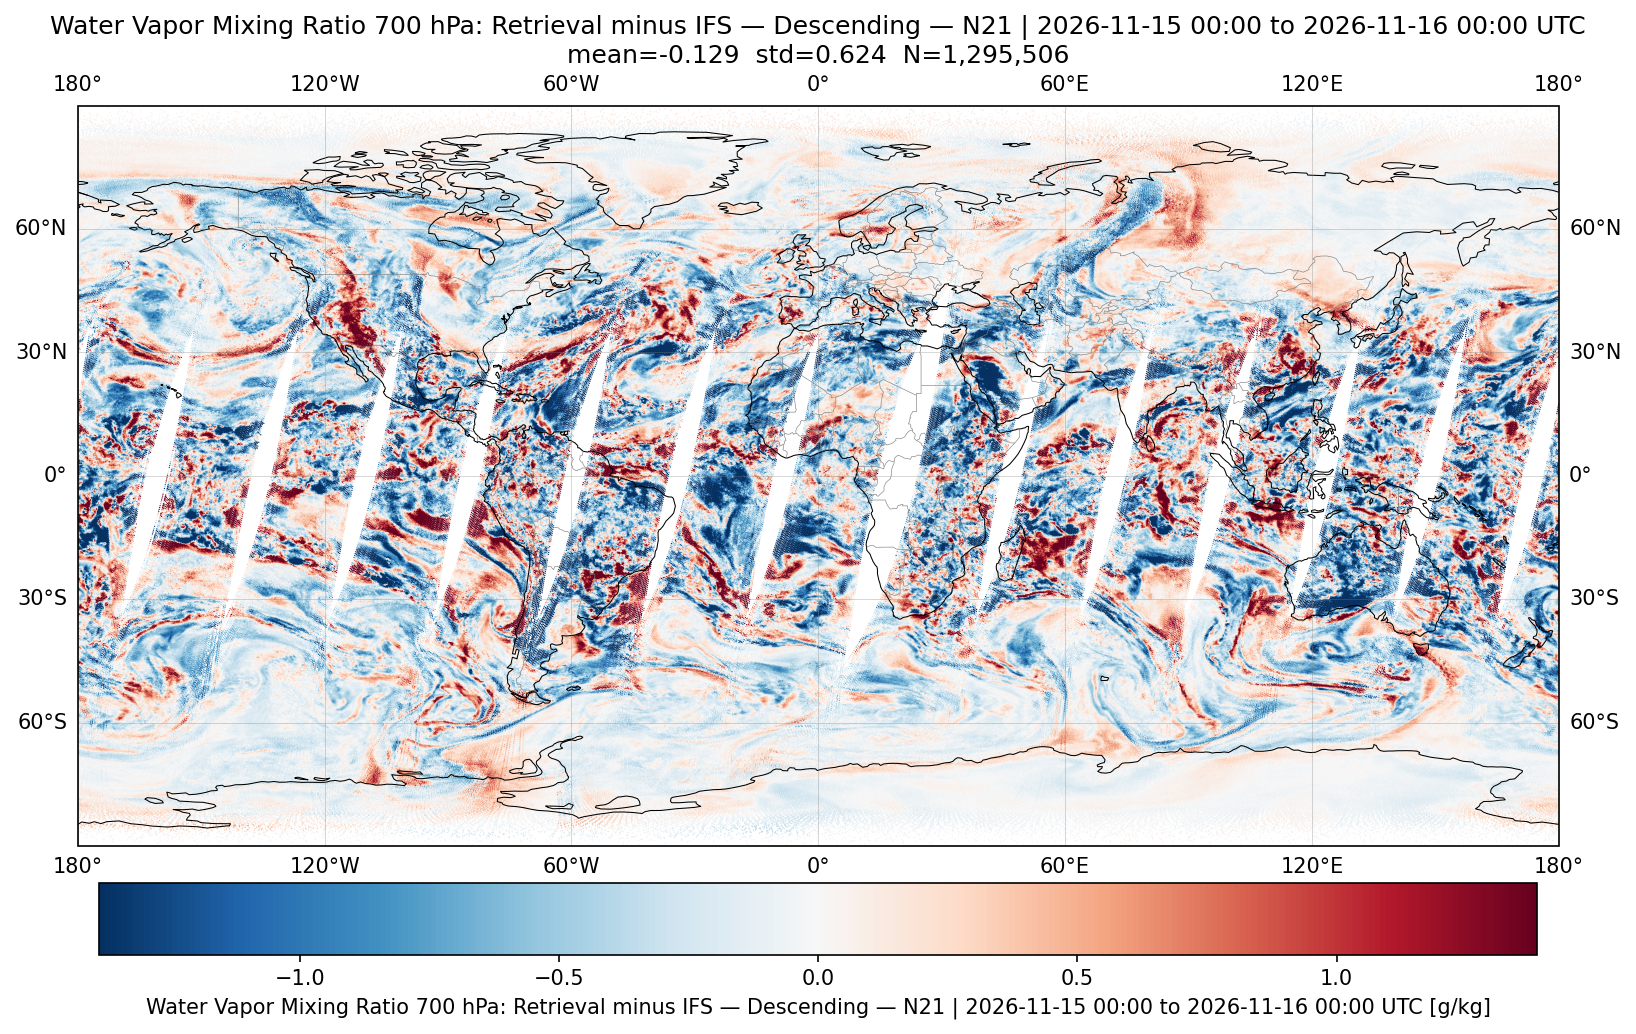 Water Vapor Mixing Ratio 700 hPa: Retrieval minus IFS — Descending — N21 | 2026-11-15 00:00 to 2026-11-16 00:00 UTC
mean=-0.129  std=0.624  N=1,295,506
180° 120°W 60°W 0° 60°E 120°E 180°
60°N 60°N
30°N 30°N
0° 0°
30°S 30°S
60°S 60°S
180° 120°W 60°W 0° 60°E 120°E 180°
−1.0 −0.5 0.0 0.5 1.0
Water Vapor Mixing Ratio 700 hPa: Retrieval minus IFS — Descending — N21 | 2026-11-15 00:00 to 2026-11-16 00:00 UTC [g/kg]